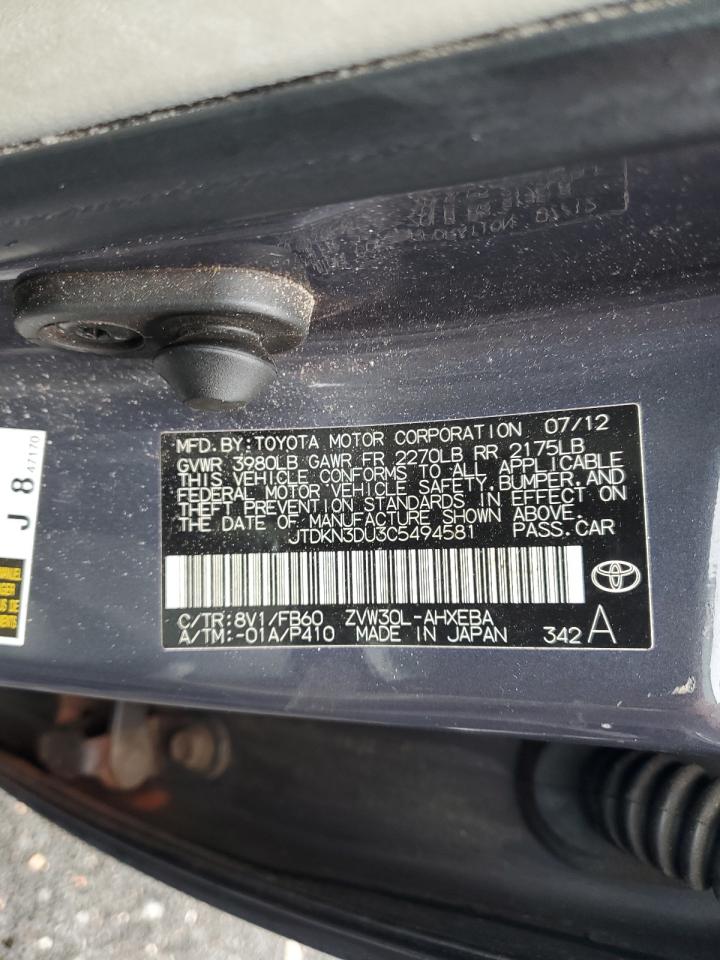 MFD.BY:TOYOTA MOTOR CORPORATION 07/12
GVWR 3980LB GAWR FR 2270LB RR 2175LB
THIS VEHICLE CONFORMS TO ALL APPLICABLE
FEDERAL MOTOR VEHICLE SAFETY,BUMPER,AND
THEFT PREVENTION STANDARDS IN EFFECT ON
THE DATE OF MANUFACTURE SHOWN ABOVE.
JTDKN3DU3C5494581 PASS.CAR
C/TR:8V1/FB60 ZVW30L-AHXEBA
A/TM:-01A/P410 MADE IN JAPAN 342 A
J 8 47170